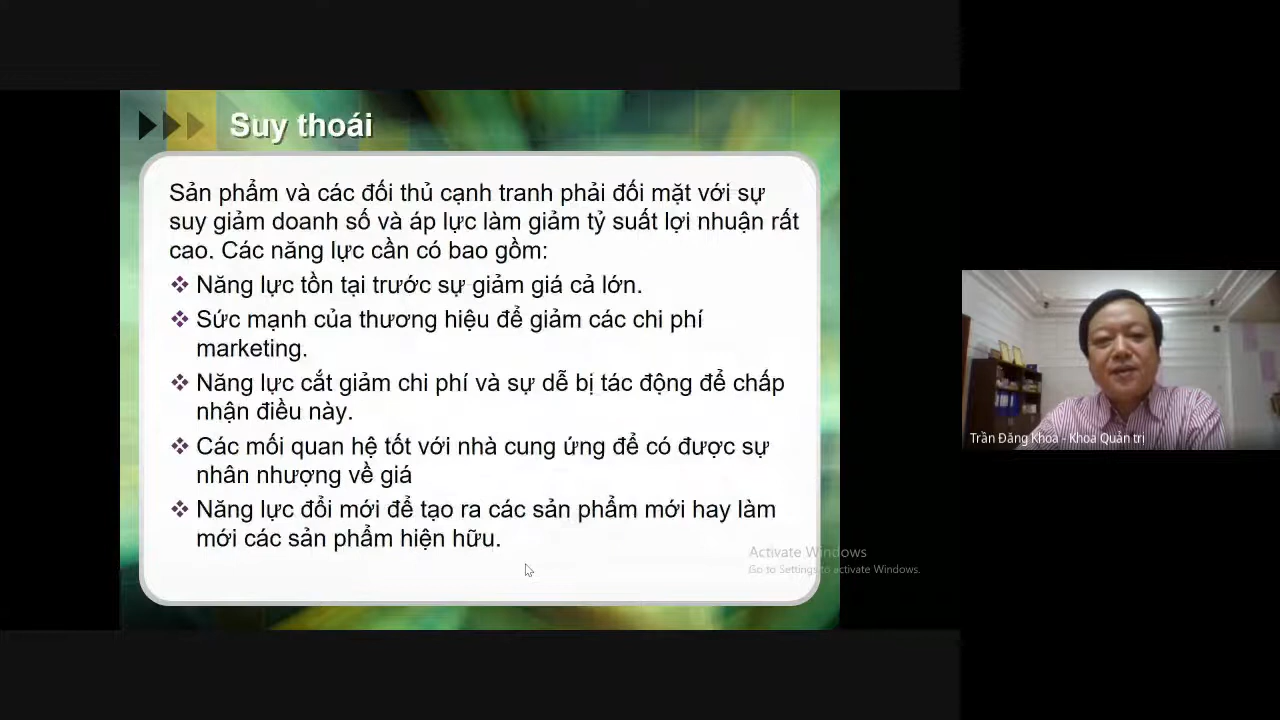 Suy thoái
Sản phẩm và các đối thủ cạnh tranh phải đối mặt với sự
suy giảm doanh số và áp lực làm giảm tỷ suất lợi nhuận rất
cao. Các năng lực cần có bao gồm:
Năng lực tồn tại trước sự giảm giá cả lớn.
Sức mạnh của thương hiệu để giảm các chi phí
marketing.
Năng lực cắt giảm chi phí và sự dễ bị tác động để chấp
nhận điều này.
Các mối quan hệ tốt với nhà cung ứng để có được sự
nhân nhượng về giá
Năng lực đổi mới để tạo ra các sản phẩm mới hay làm
mới các sản phẩm hiện hữu.
Activate Windows
Go to Settings to activate Windows.
Trần Đăng Khoa - Khoa Quản trị